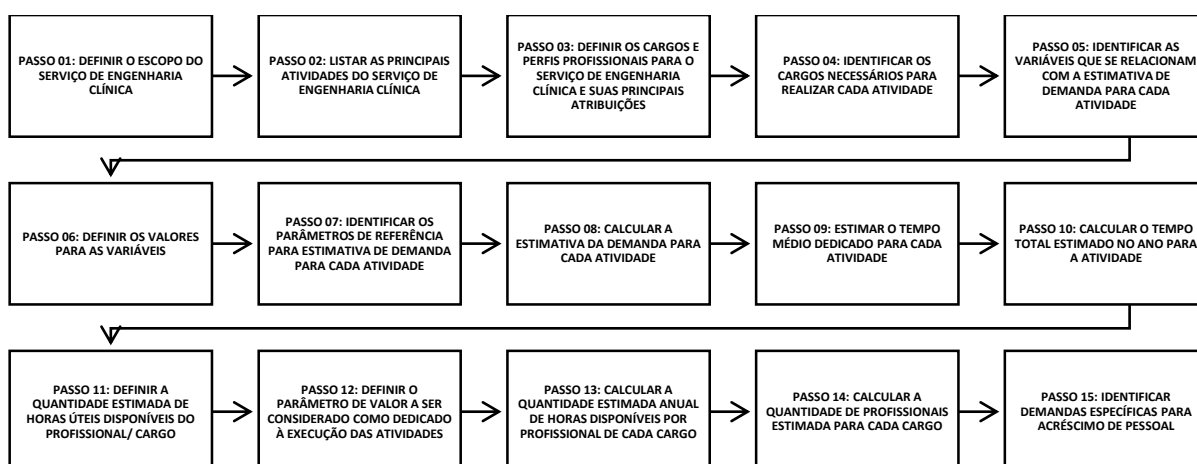 PASSO 01: DEFINIR O ESCOPO DO
SERVIÇO DE ENGENHARIA
CLÍNICA
PASSO 02: LISTAR AS PRINCIPAIS
ATIVIDADES DO SERVIÇO DE
ENGENHARIA CLÍNICA
PASSO 03: DEFINIR OS CARGOS E
PERFIS PROFISSIONAIS PARA O
SERVIÇO DE ENGENHARIA
CLÍNICA E SUAS PRINCIPAIS
ATRIBUIÇÕES
PASSO 04: IDENTIFICAR OS
CARGOS NECESSÁRIOS PARA
REALIZAR CADA ATIVIDADE
PASSO 05: IDENTIFICAR AS
VARIÁVEIS QUE SE RELACIONAM
COM A ESTIMATIVA DE
DEMANDA PARA CADA
ATIVIDADE
PASSO 06: DEFINIR OS VALORES
PARA AS VARIÁVEIS
PASSO 07: IDENTIFICAR OS
PARÂMETROS DE REFERÊNCIA
PARA ESTIMATIVA DE DEMANDA
PARA CADA ATIVIDADE
PASSO 08: CALCULAR A
ESTIMATIVA DA DEMANDA PARA
CADA ATIVIDADE
PASSO 09: ESTIMAR O TEMPO
MÉDIO DEDICADO PARA CADA
ATIVIDADE
PASSO 10: CALCULAR O TEMPO
TOTAL ESTIMADO NO ANO PARA
A ATIVIDADE
PASSO 11: DEFINIR A
QUANTIDADE ESTIMADA DE
HORAS ÚTEIS DISPONÍVEIS DO
PROFISSIONAL/ CARGO
PASSO 12: DEFINIR O
PARÂMETRO DE VALOR A SER
CONSIDERADO COMO DEDICADO
À EXECUÇÃO DAS ATIVIDADES
PASSO 13: CALCULAR A
QUANTIDADE ESTIMADA ANUAL
DE HORAS DISPONÍVEIS POR
PROFISSIONAL DE CADA CARGO
PASSO 14: CALCULAR A
QUANTIDADE DE PROFISSIONAIS
ESTIMADA PARA CADA CARGO
PASSO 15: IDENTIFICAR
DEMANDAS ESPECÍFICAS PARA
ACRÉSCIMO DE PESSOAL